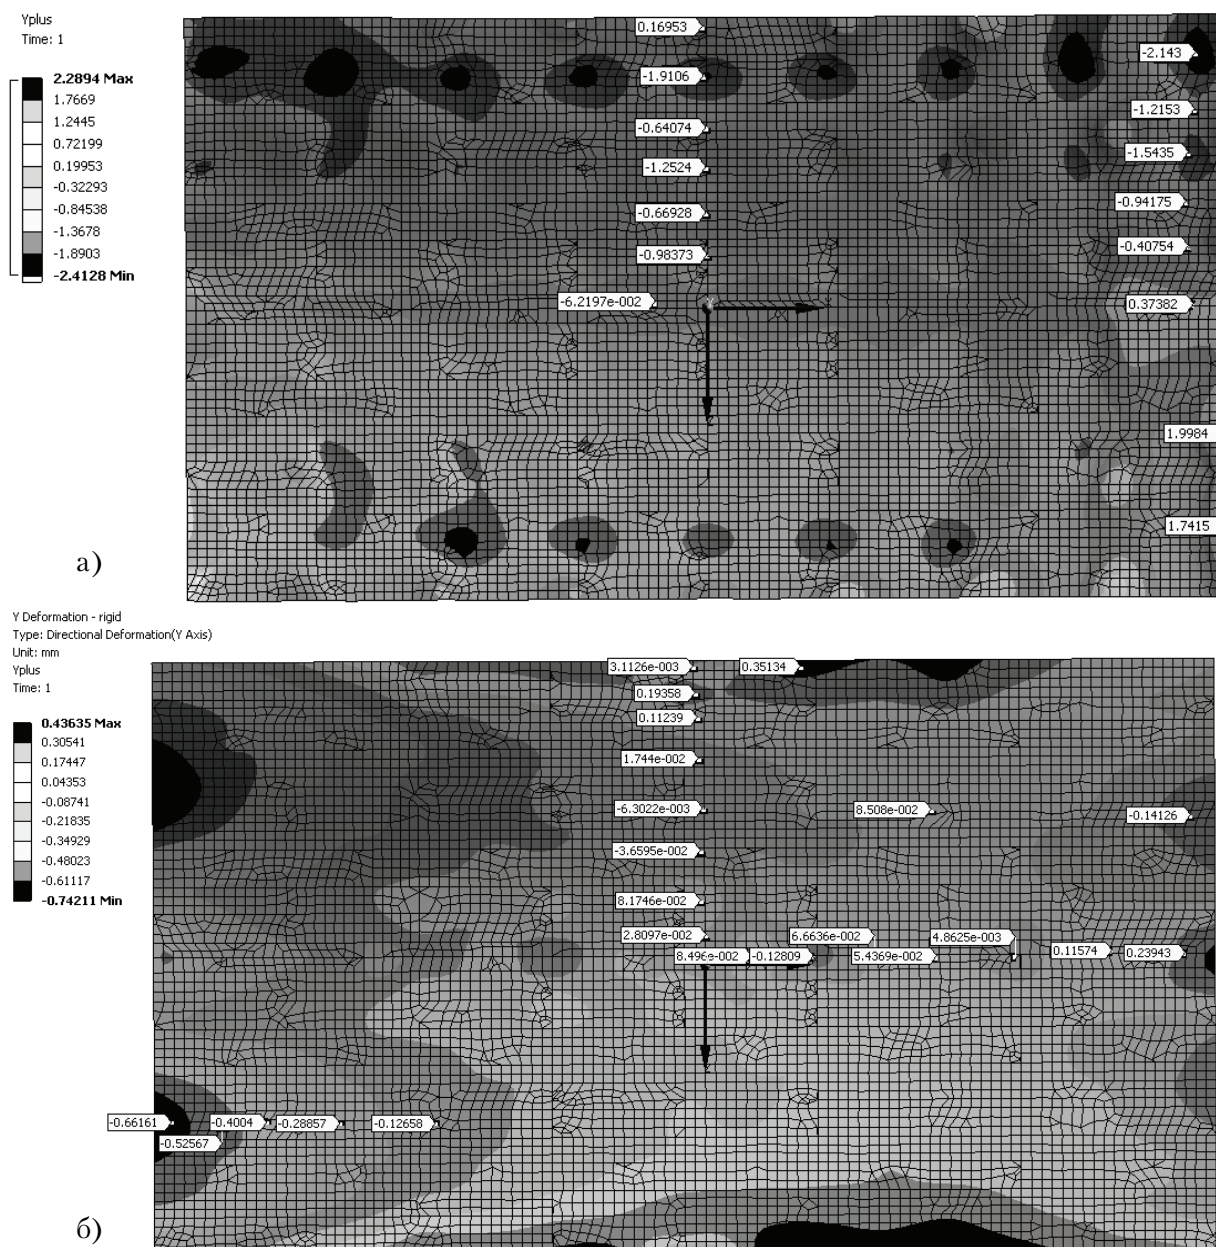 Yplus
Time: 1
2.2894 Max
1.7669
1.2445
0.72199
0.19953
-0.32293
-0.84538
-1.3678
-1.8903
-2.4128 Min
0.16953
-2.143
-1.9106
-1.2153
-0.64074
-1.5435
-1.2524
-0.94175
-0.66928
-0.40754
-0.98373
-6.2197e-002
0.37382
1.9984
1.7415
а)
Y Deformation - rigid
Type: Directional Deformation(Y Axis)
Unit: mm
Yplus
Time: 1
0.43635 Max
0.30541
0.17447
0.04353
-0.08741
-0.21835
-0.34929
-0.48023
-0.61117
-0.74211 Min
3.1126e-003
0.35134
0.19358
0.11239
1.744e-002
-6.3022e-003
8.508e-002
-0.14126
-3.6595e-002
8.1746e-002
2.8097e-002
6.6636e-002
4.8625e-003
8.496e-002
-0.12809
5.4369e-002
0.11574
0.23943
-0.66161
-0.4004
-0.28857
-0.12658
-0.52567
б)